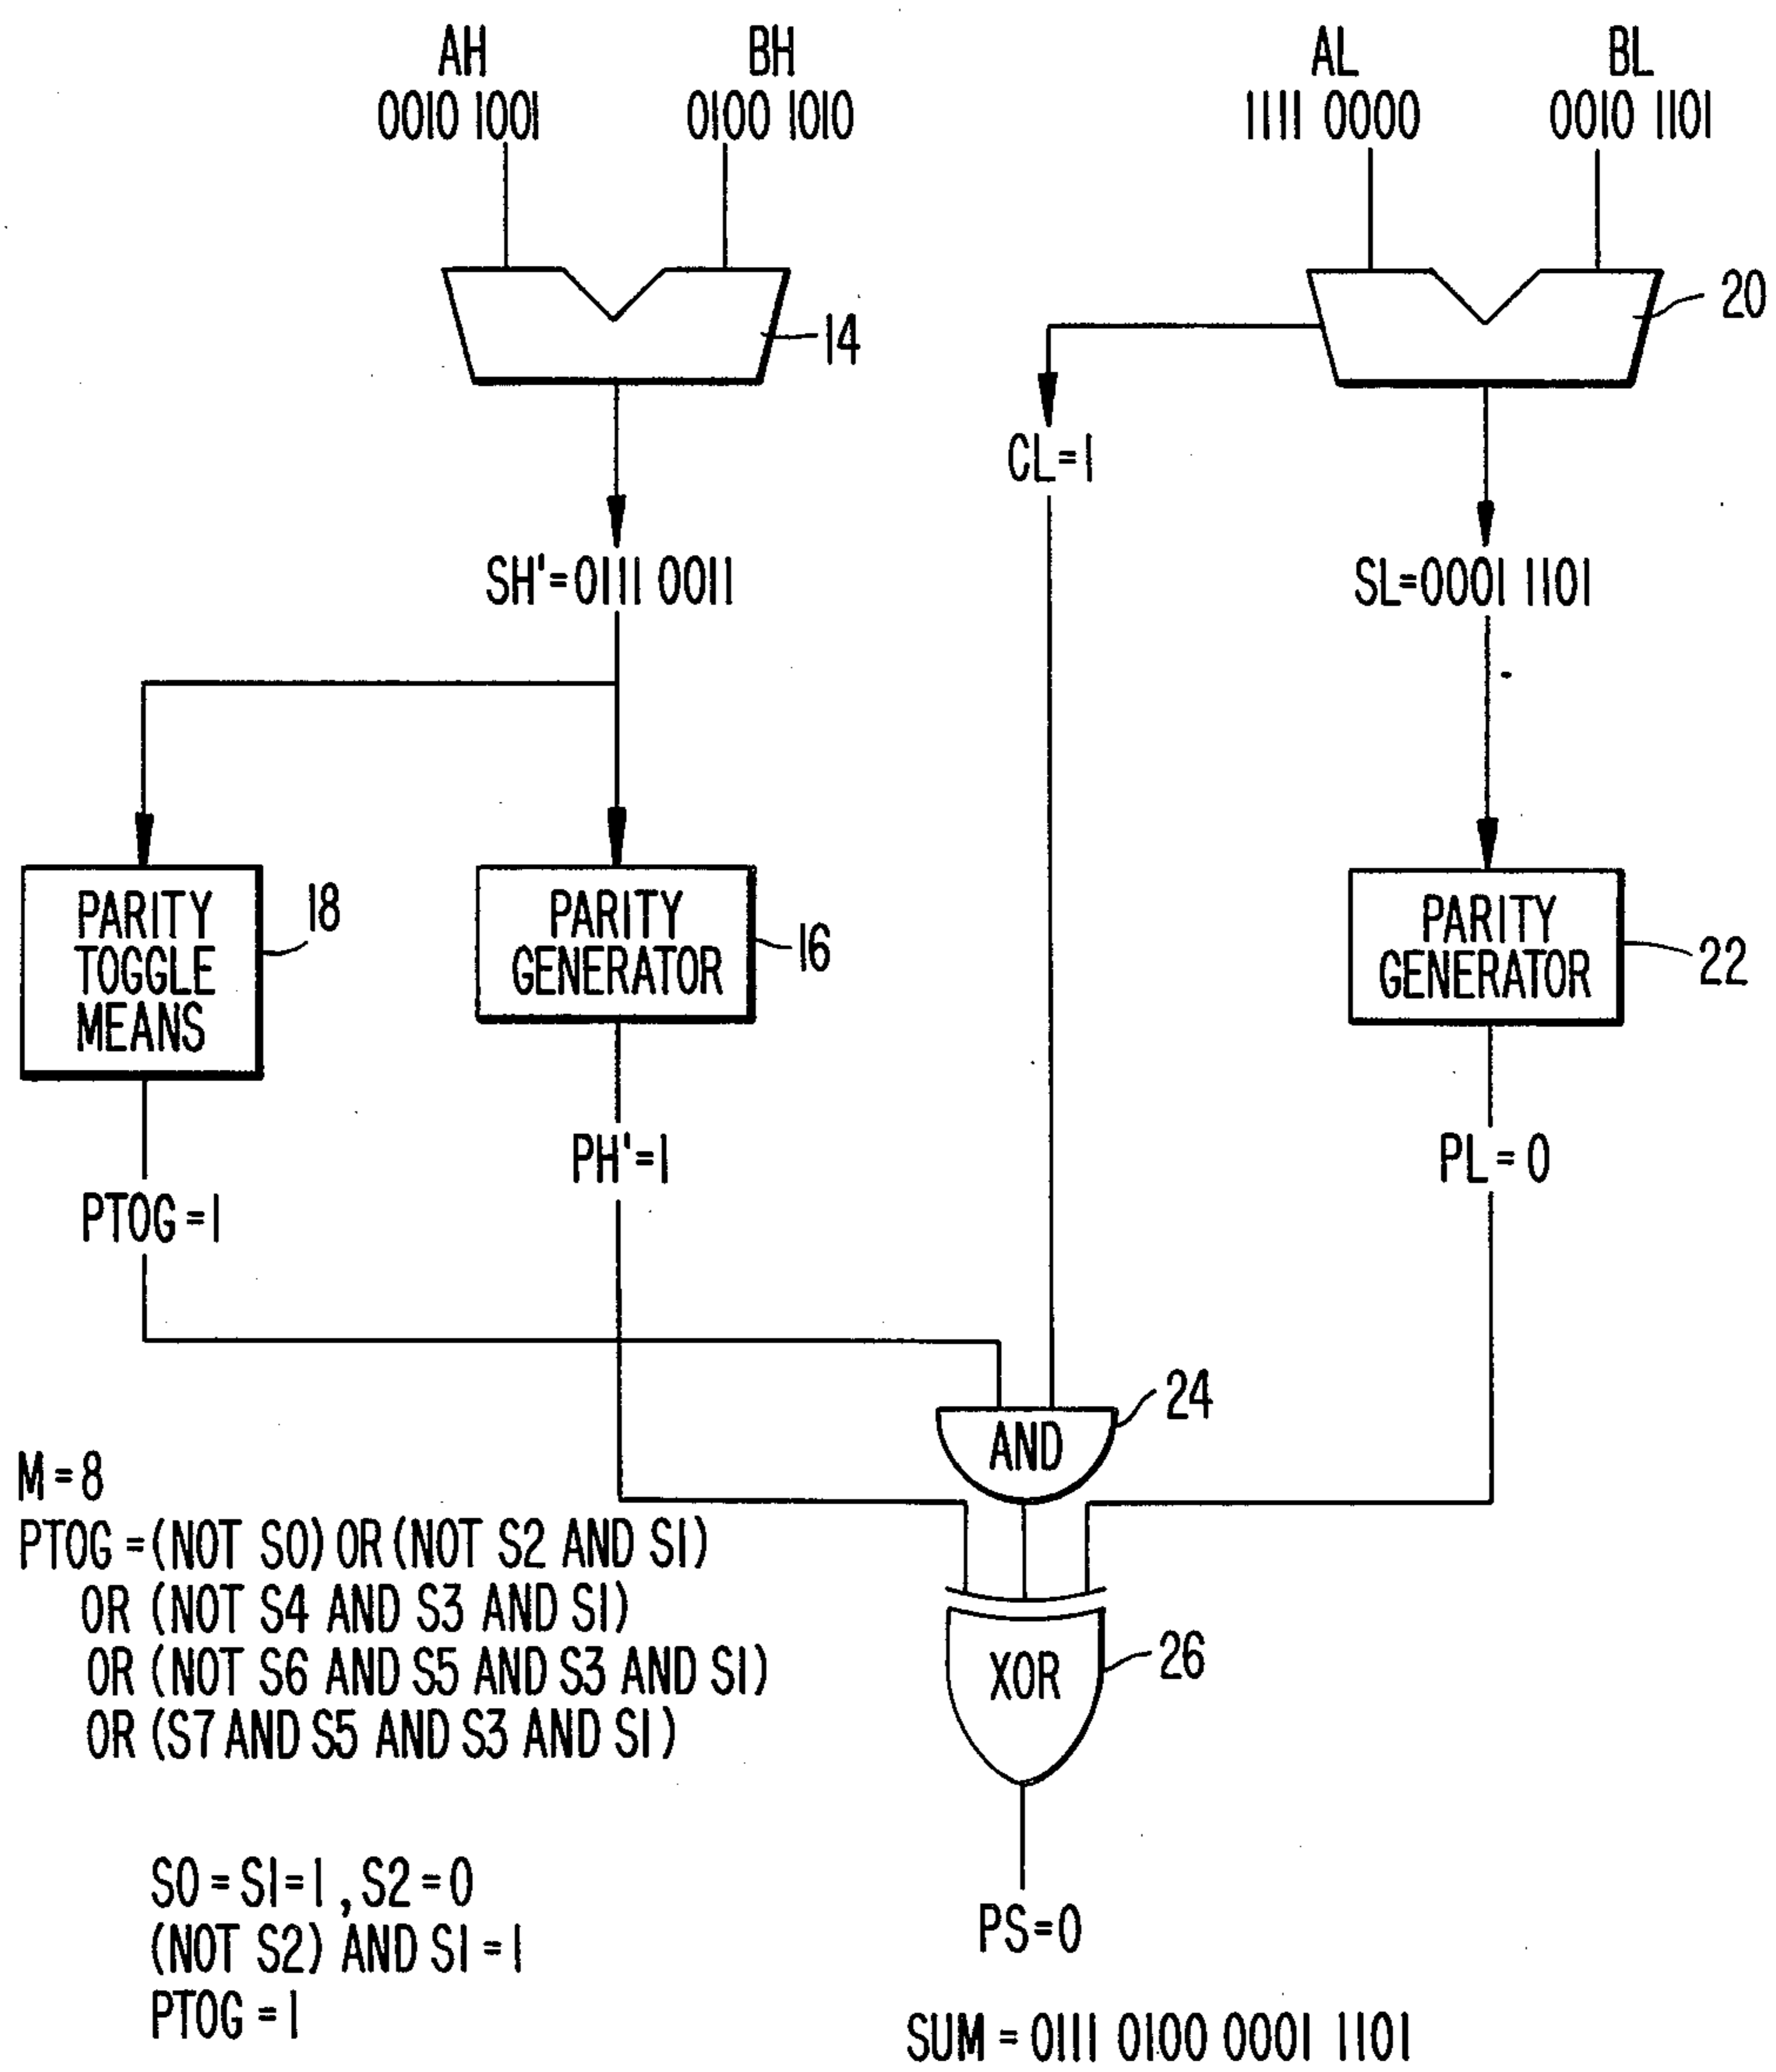 AH BH AL BL
0010 1001 0100 1010 1111 0000 0010 1101
20
14
CL=1
SH'=0111 0011 SL=0001 1101
PARITY TOGGLE MEANS
18
PARITY GENERATOR
16
PARITY GENERATOR
22
PH'=1 PL=0
PTOG=1
24
AND
M=8
PTOG=(NOT S0) OR (NOT S2 AND S1)
OR (NOT S4 AND S3 AND S1)
OR (NOT S6 AND S5 AND S3 AND S1)
OR (S7 AND S5 AND S3 AND S1)
26
XOR
S0=S1=1, S2=0
(NOT S2) AND S1=1
PTOG=1
PS=0
SUM=0111 0100 0001 1101